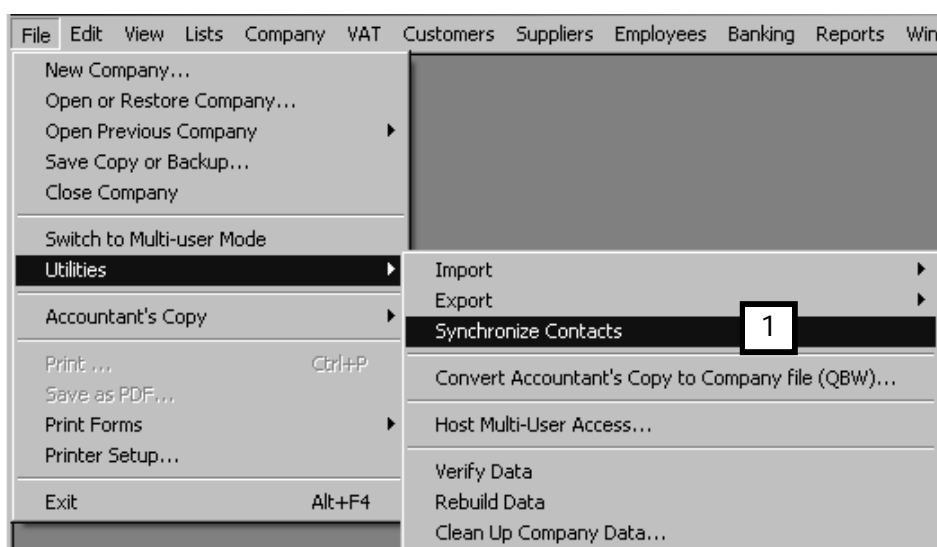 File Edit View Lists Company VAT Customers Suppliers Employees Banking Reports Win
New Company...
Open or Restore Company...
Open Previous Company
Save Copy or Backup...
Close Company
Switch to Multi-user Mode
Utilities
Accountant's Copy
Print ... Ctrl+P
Save as PDF...
Print Forms
Printer Setup...
Exit Alt+F4
Import
Export
Synchronize Contacts 1
Convert Accountant's Copy to Company file (QBW)...
Host Multi-User Access...
Verify Data
Rebuild Data
Clean Up Company Data...